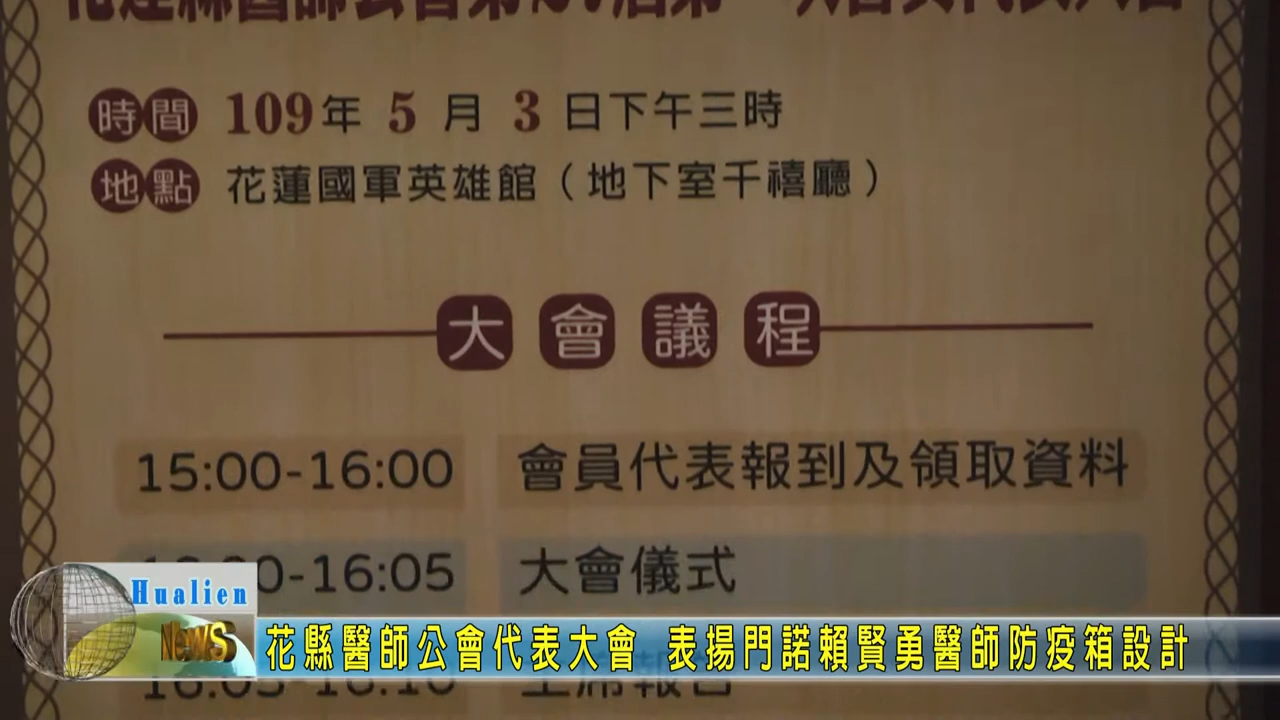 時間 109年 5 月 3 日下午三時
地點 花蓮國軍英雄館（地下室千禧廳）
大會議程
15:00-16:00 會員代表報到及領取資料
0-16:05 大會儀式
Hualien
News
花縣醫師公會代表大會 表揚門諾賴賢勇醫師防疫箱設計